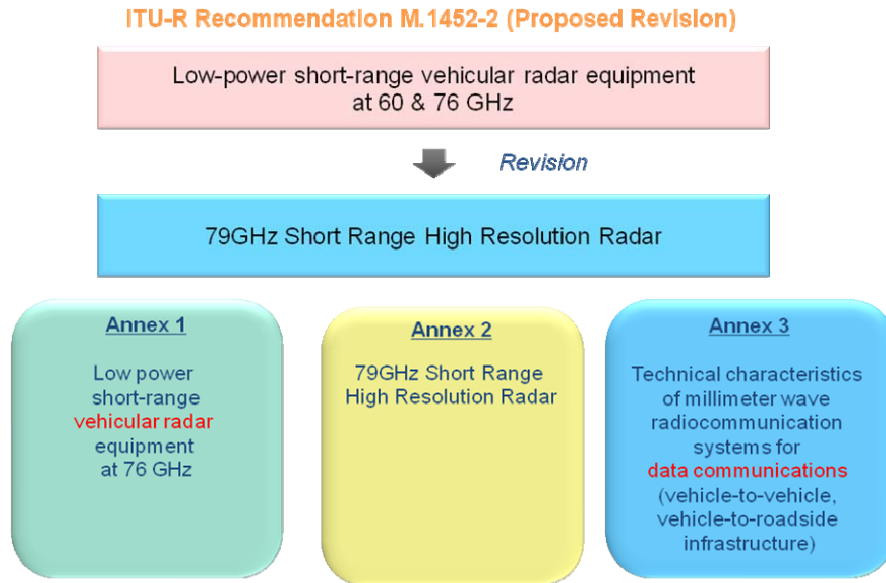 ITU-R Recommendation M.1452-2 (Proposed Revision)
Low-power short-range vehicular radar equipment
at 60 & 76 GHz
Revision
79GHz Short Range High Resolution Radar
Annex 1
Low power
short-range
vehicular radar
equipment
at 76 GHz
Annex 2
79GHz Short Range
High Resolution Radar
Annex 3
Technical characteristics
of millimeter wave
radiocommunication
systems for
data communications
(vehicle-to-vehicle,
vehicle-to-roadside
infrastructure)